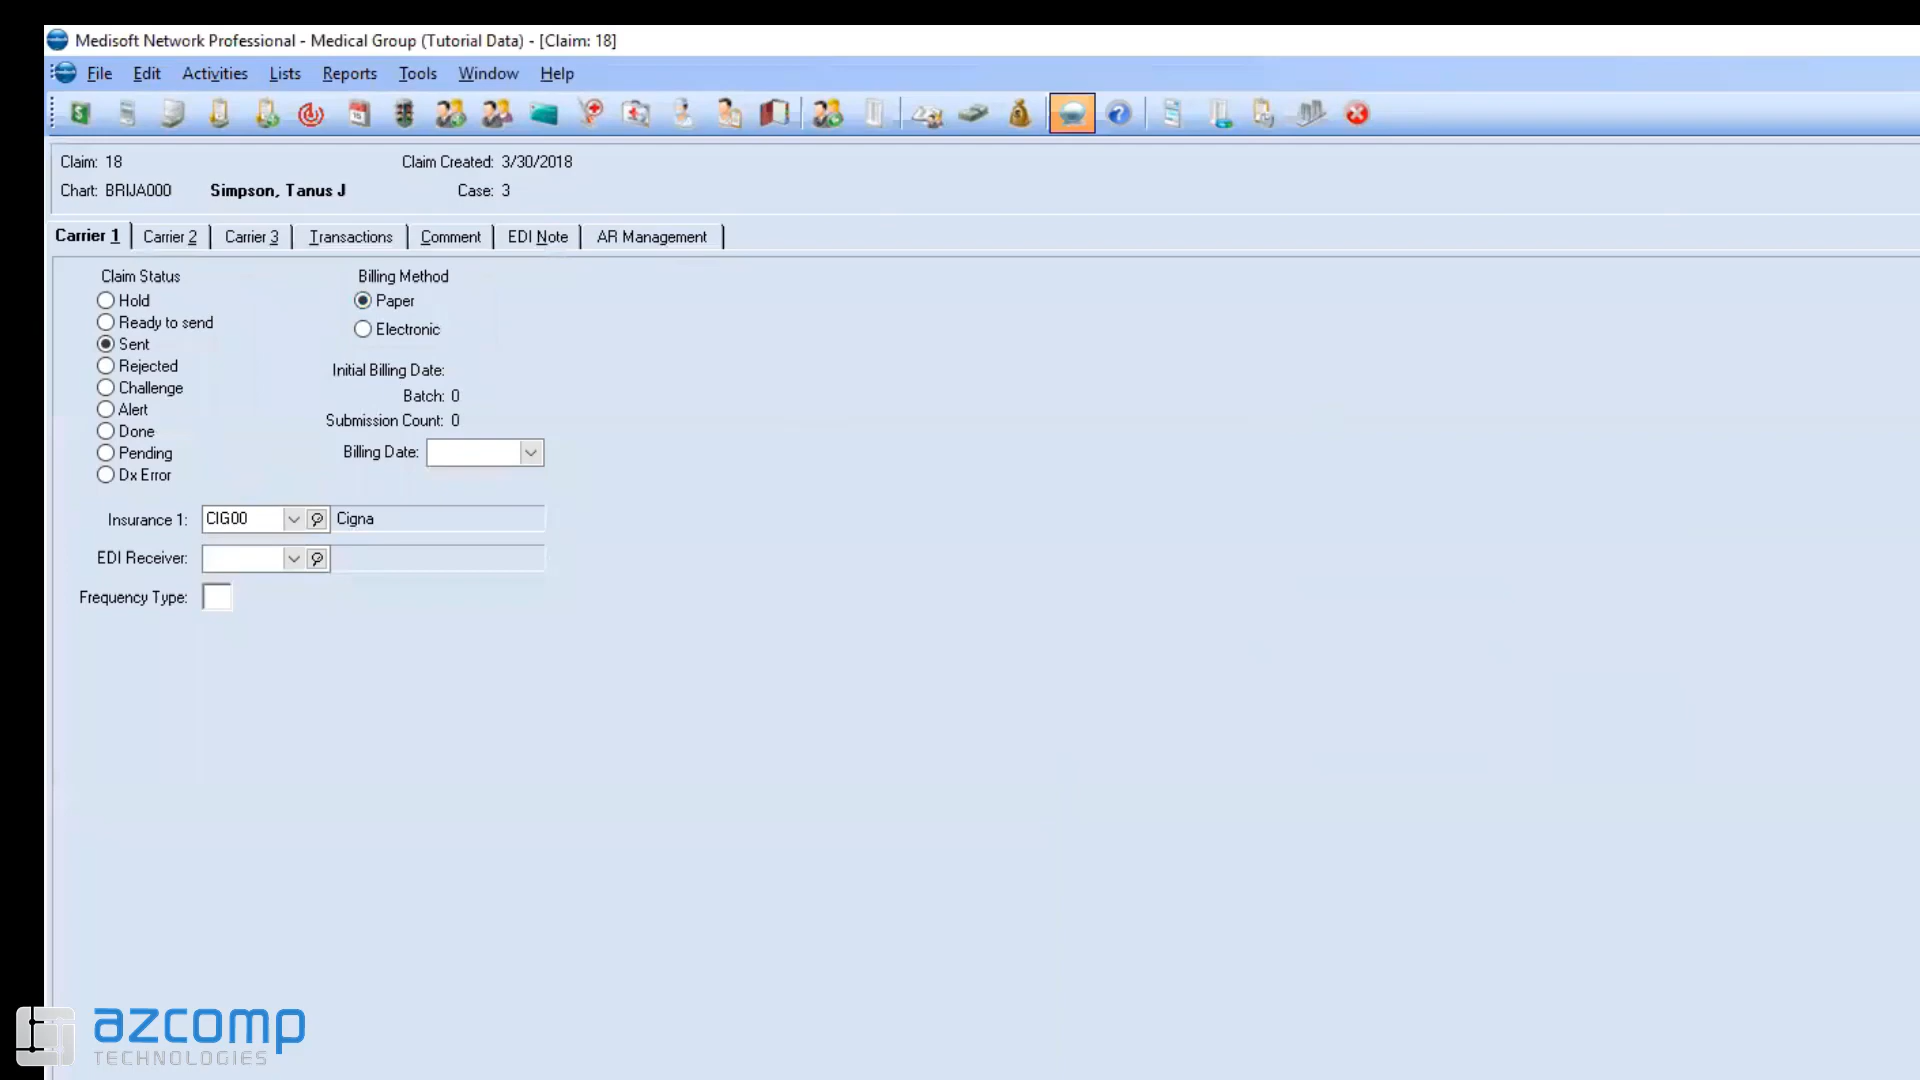 Medisoft Network Professional - Medical Group (Tutorial Data) - [Claim: 18]
File Edit Activities Lists Reports Tools Window Help
Claim: 18 Claim Created: 3/30/2018
Chart: BRIJA000 Simpson, Tanus J Case: 3
Carrier 1 Carrier 2 Carrier 3 Transactions Comment EDI Note AR Management
Claim Status Billing Method
Hold Paper
Ready to send Electronic
Sent
Rejected Initial Billing Date:
Challenge Batch: 0
Alert Submission Count: 0
Done
Pending Billing Date:
Dx Error
Insurance 1: CIG00 Cigna
EDI Receiver:
Frequency Type:
azcomp
TECHNOLOGIES